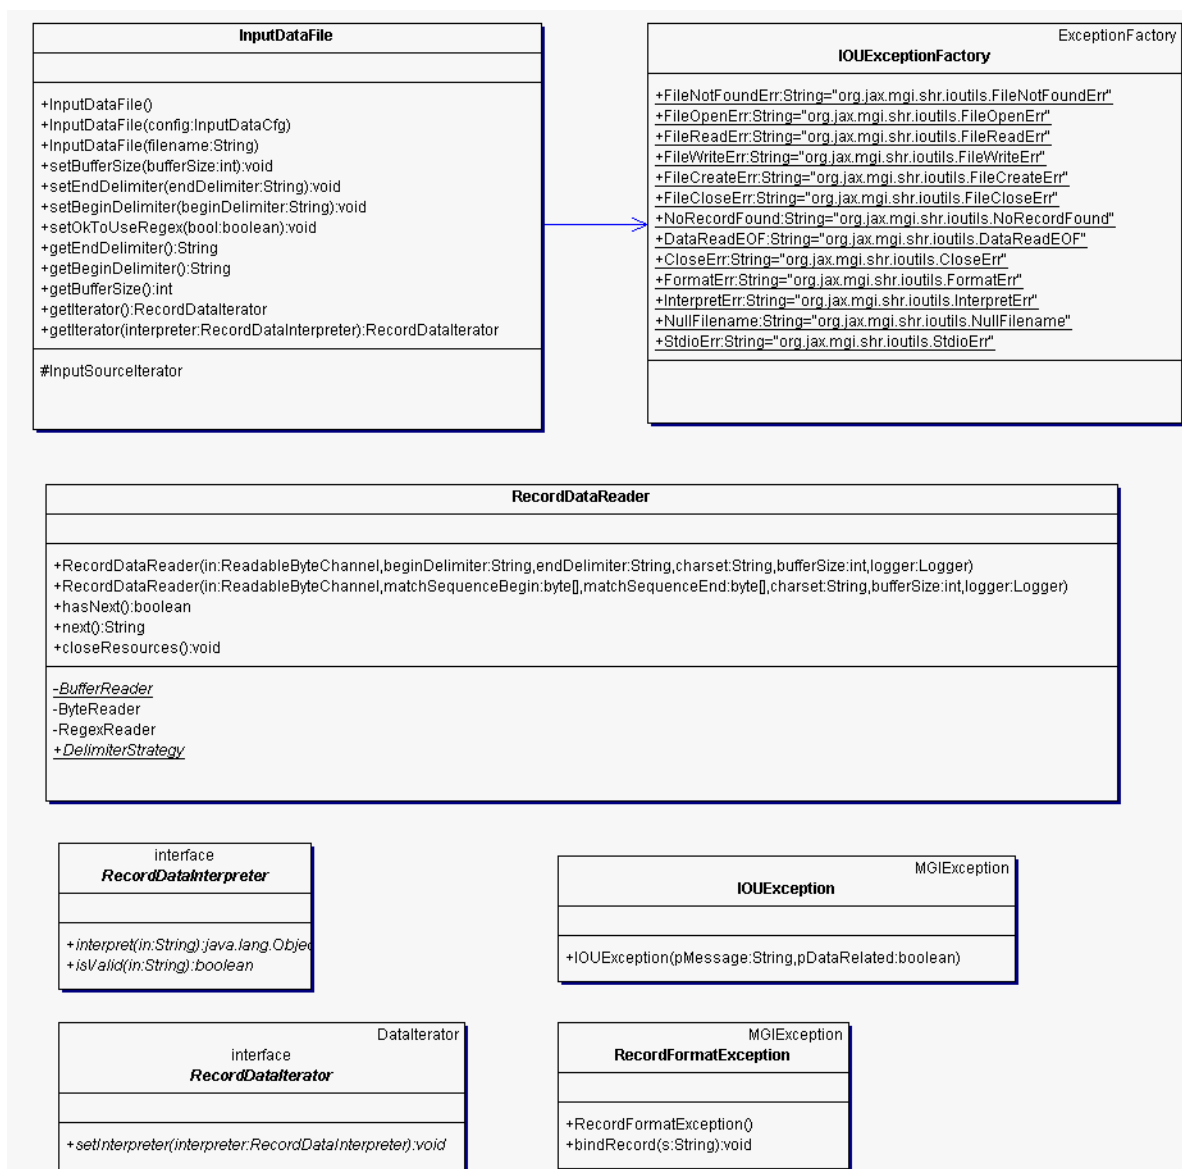 InputDataFile
+InputDataFile()
+InputDataFile(config:InputDataCfg)
+InputDataFile(filename:String)
+setBufferSize(bufferSize:int):void
+setEndDelimiter(endDelimiter:String):void
+setBeginDelimiter(beginDelimiter:String):void
+setOkToUseRegex(bool:boolean):void
+getEndDelimiter():String
+getBeginDelimiter():String
+getBufferSize():int
+getIterator():RecordDataIterator
+getIterator(interpreter:RecordDataInterpreter):RecordDataIterator
#InputSourceIterator
ExceptionFactory
IOUExceptionFactory
+FileNotFoundErr:String="org.jax.mgi.shr.ioutils.FileNotFoundErr"
+FileOpenErr:String="org.jax.mgi.shr.ioutils.FileOpenErr"
+FileReadErr:String="org.jax.mgi.shr.ioutils.FileReadErr"
+FileWriteErr:String="org.jax.mgi.shr.ioutils.FileWriteErr"
+FileCreateErr:String="org.jax.mgi.shr.ioutils.FileCreateErr"
+FileCloseErr:String="org.jax.mgi.shr.ioutils.FileCloseErr"
+NoRecordFound:String="org.jax.mgi.shr.ioutils.NoRecordFound"
+DataReadEOF:String="org.jax.mgi.shr.ioutils.DataReadEOF"
+CloseErr:String="org.jax.mgi.shr.ioutils.CloseErr"
+FormatErr:String="org.jax.mgi.shr.ioutils.FormatErr"
+InterpretErr:String="org.jax.mgi.shr.ioutils.InterpretErr"
+NullFilename:String="org.jax.mgi.shr.ioutils.NullFilename"
+StdioErr:String="org.jax.mgi.shr.ioutils.StdioErr"
RecordDataReader
+RecordDataReader(in:ReadableByteChannel,beginDelimiter:String,endDelimiter:String,charset:String,bufferSize:int,logger:Logger)
+RecordDataReader(in:ReadableByteChannel,matchSequenceBegin:byte[],matchSequenceEnd:byte[],charset:String,bufferSize:int,logger:Logger)
+hasNext():boolean
+next():String
+closeResources():void
-BufferReader
-ByteReader
-RegexReader
+DelimiterStrategy
interface
RecordDataInterpreter
+interpret(in:String):java.lang.Objec
+isValid(in:String):boolean
MGIException
IOUException
+IOUException(pMessage:String,pDataRelated:boolean)
DataIterator
interface
RecordDataIterator
+setInterpreter(interpreter:RecordDataInterpreter):void
MGIException
RecordFormatException
+RecordFormatException()
+bindRecord(s:String):void